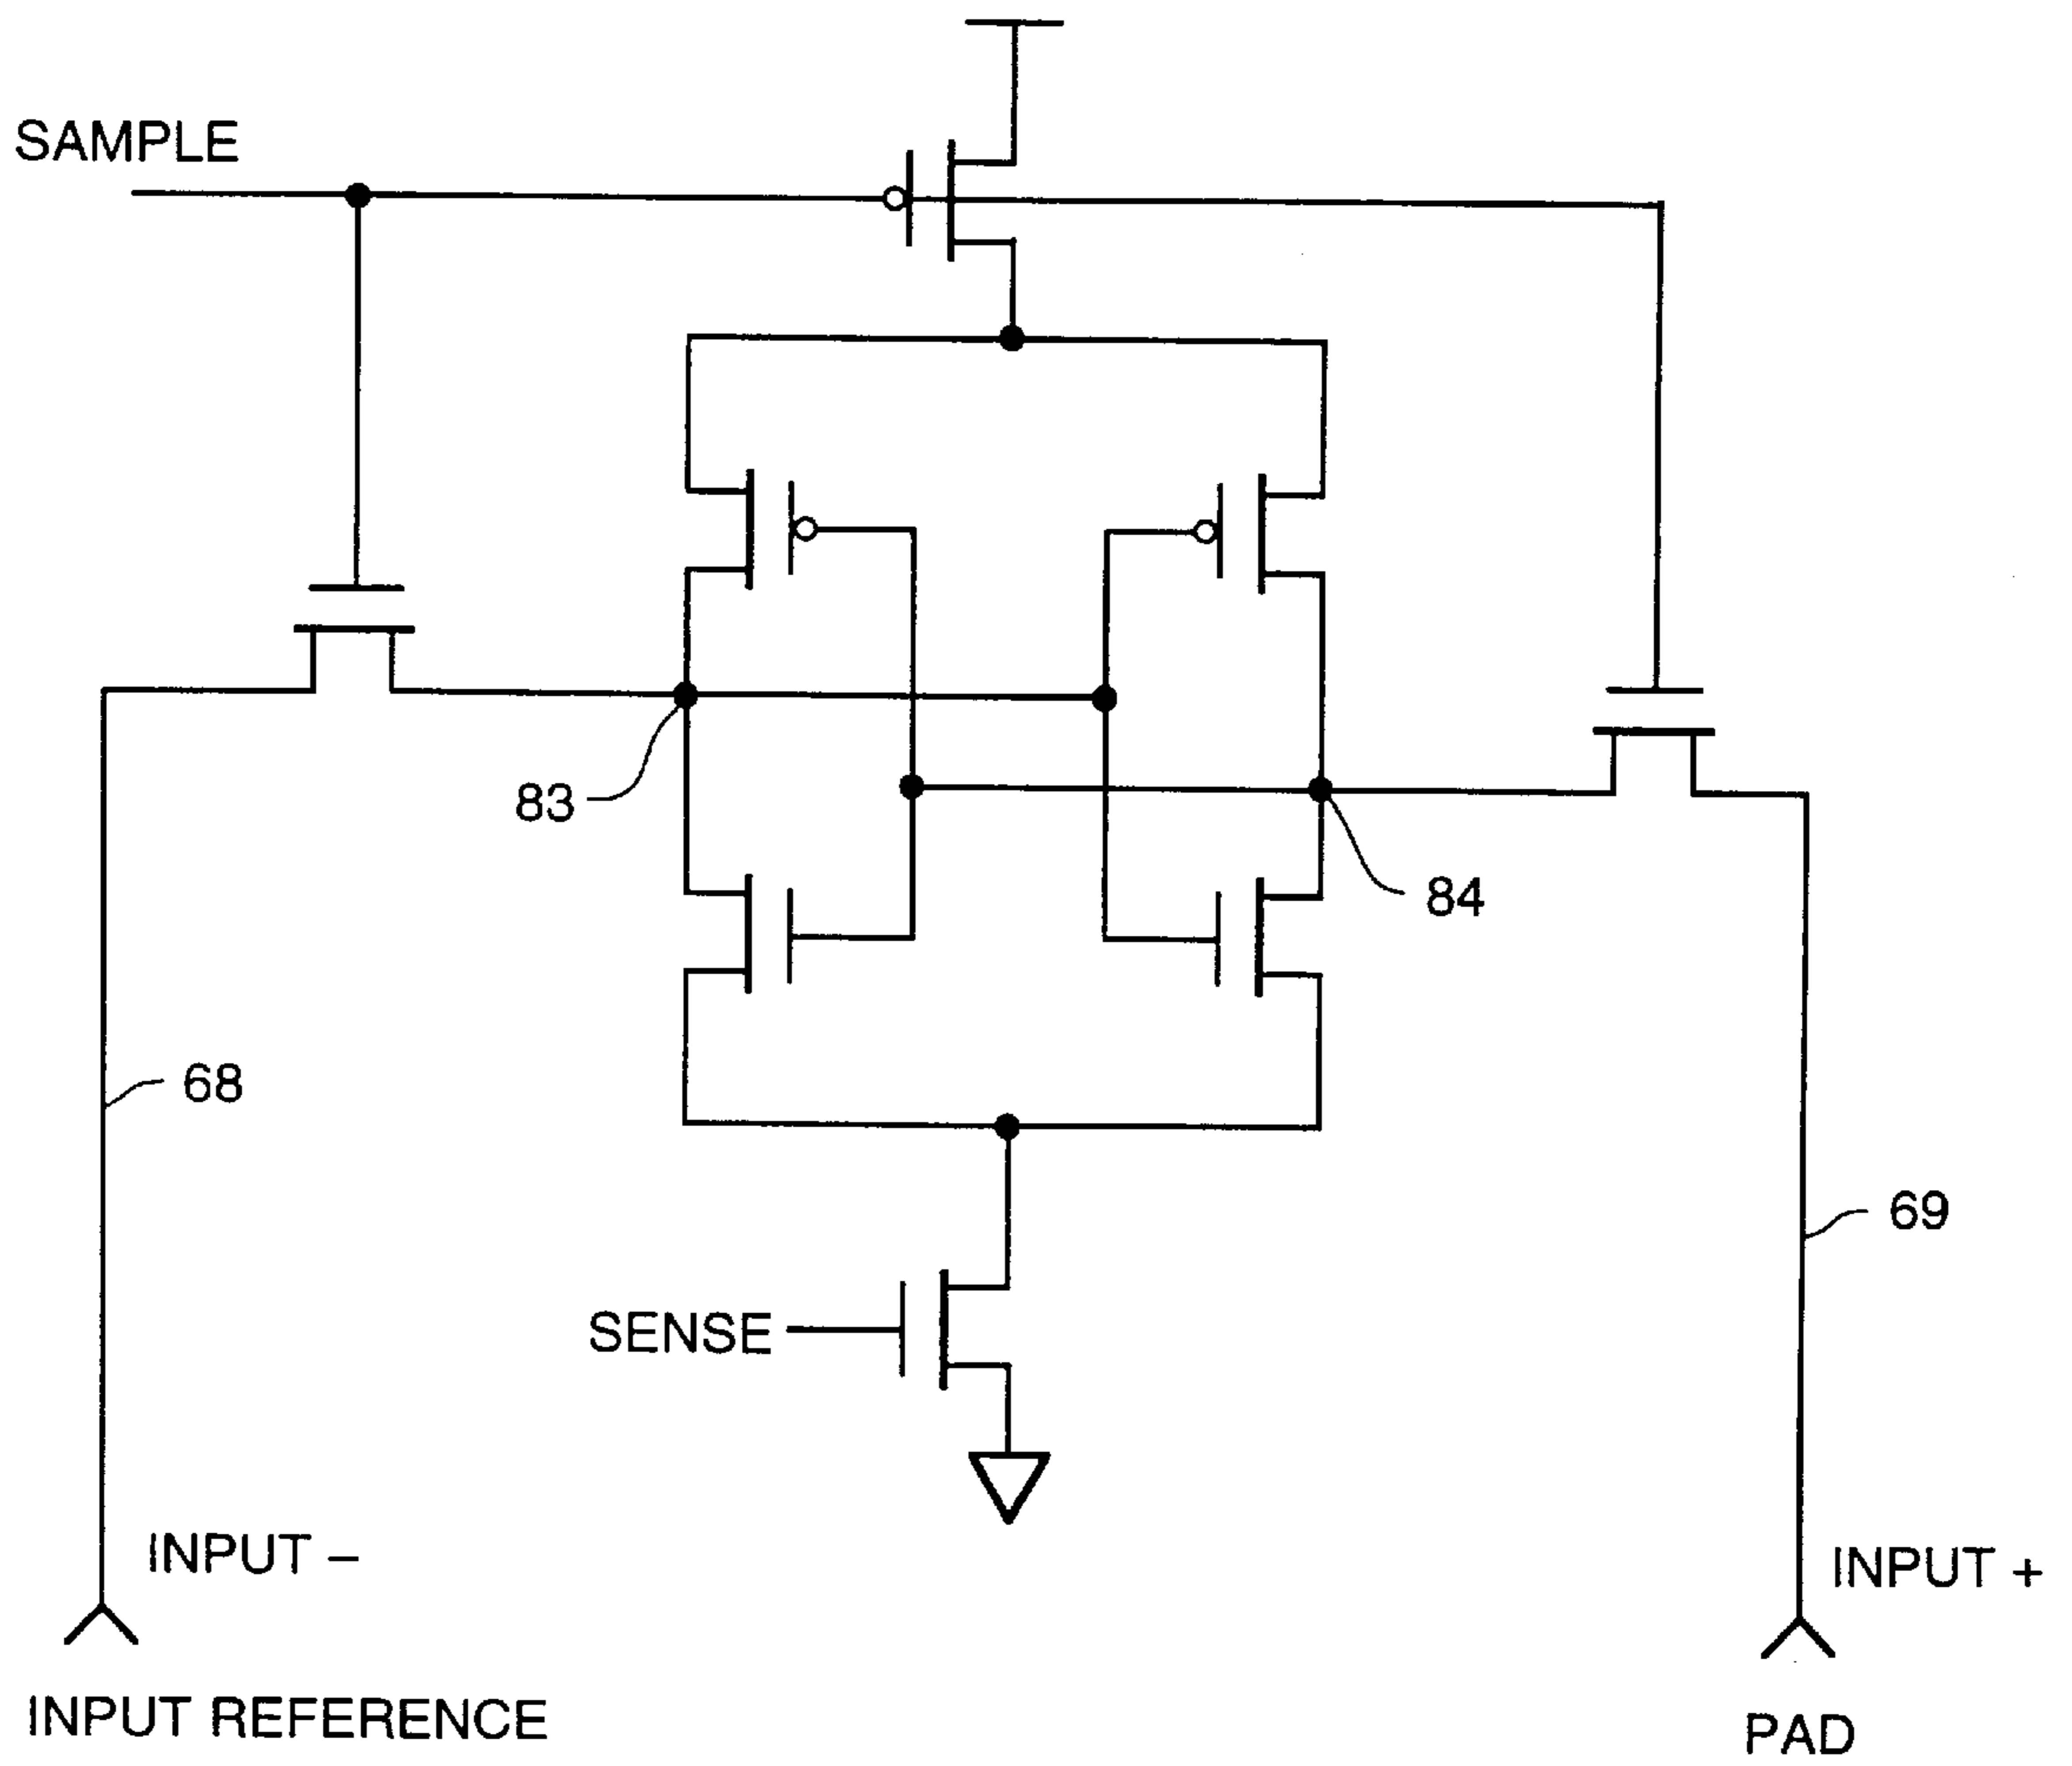 SAMPLE
83
84
68
69
SENSE
INPUT –
INPUT +
INPUT REFERENCE
PAD